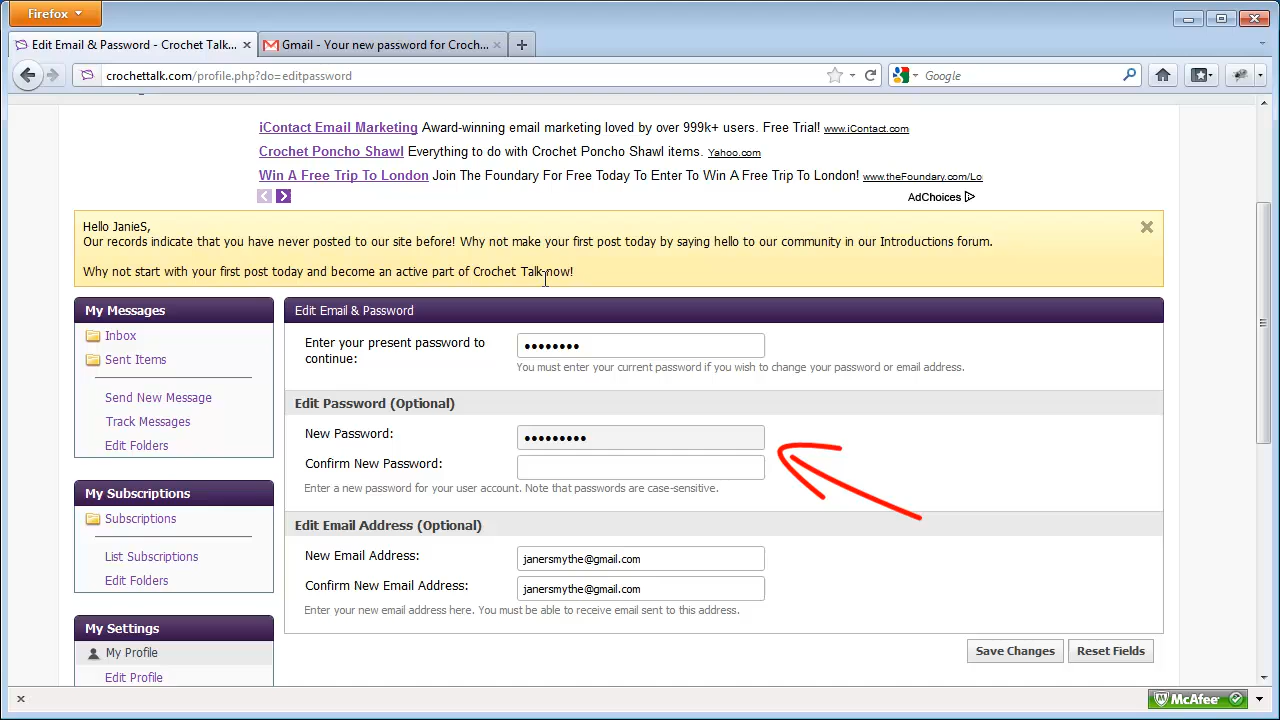 Firefox
Edit Email & Password - Crochet Talk...
Gmail - Your new password for Croch...
crochettalk.com/profile.php?do=editpassword
Google
iContact Email Marketing Award-winning email marketing loved by over 999k+ users. Free Trial! www.iContact.com
Crochet Poncho Shawl Everything to do with Crochet Poncho Shawl items. Yahoo.com
Win A Free Trip To London Join The Foundary For Free Today To Enter To Win A Free Trip To London! www.theFoundary.com/Lo
AdChoices
Hello JanieS,
Our records indicate that you have never posted to our site before! Why not make your first post today by saying hello to our community in our Introductions forum.
Why not start with your first post today and become an active part of Crochet Talk now!
My Messages
Inbox
Sent Items
Send New Message
Track Messages
Edit Folders
My Subscriptions
Subscriptions
List Subscriptions
Edit Folders
My Settings
My Profile
Edit Profile
Edit Email & Password
Enter your present password to
continue:
You must enter your current password if you wish to change your password or email address.
Edit Password (Optional)
New Password:
Confirm New Password:
Enter a new password for your user account. Note that passwords are case-sensitive.
Edit Email Address (Optional)
New Email Address:
janersmythe@gmail.com
Confirm New Email Address:
janersmythe@gmail.com
Enter your new email address here. You must be able to receive email sent to this address.
Save Changes
Reset Fields
McAfee